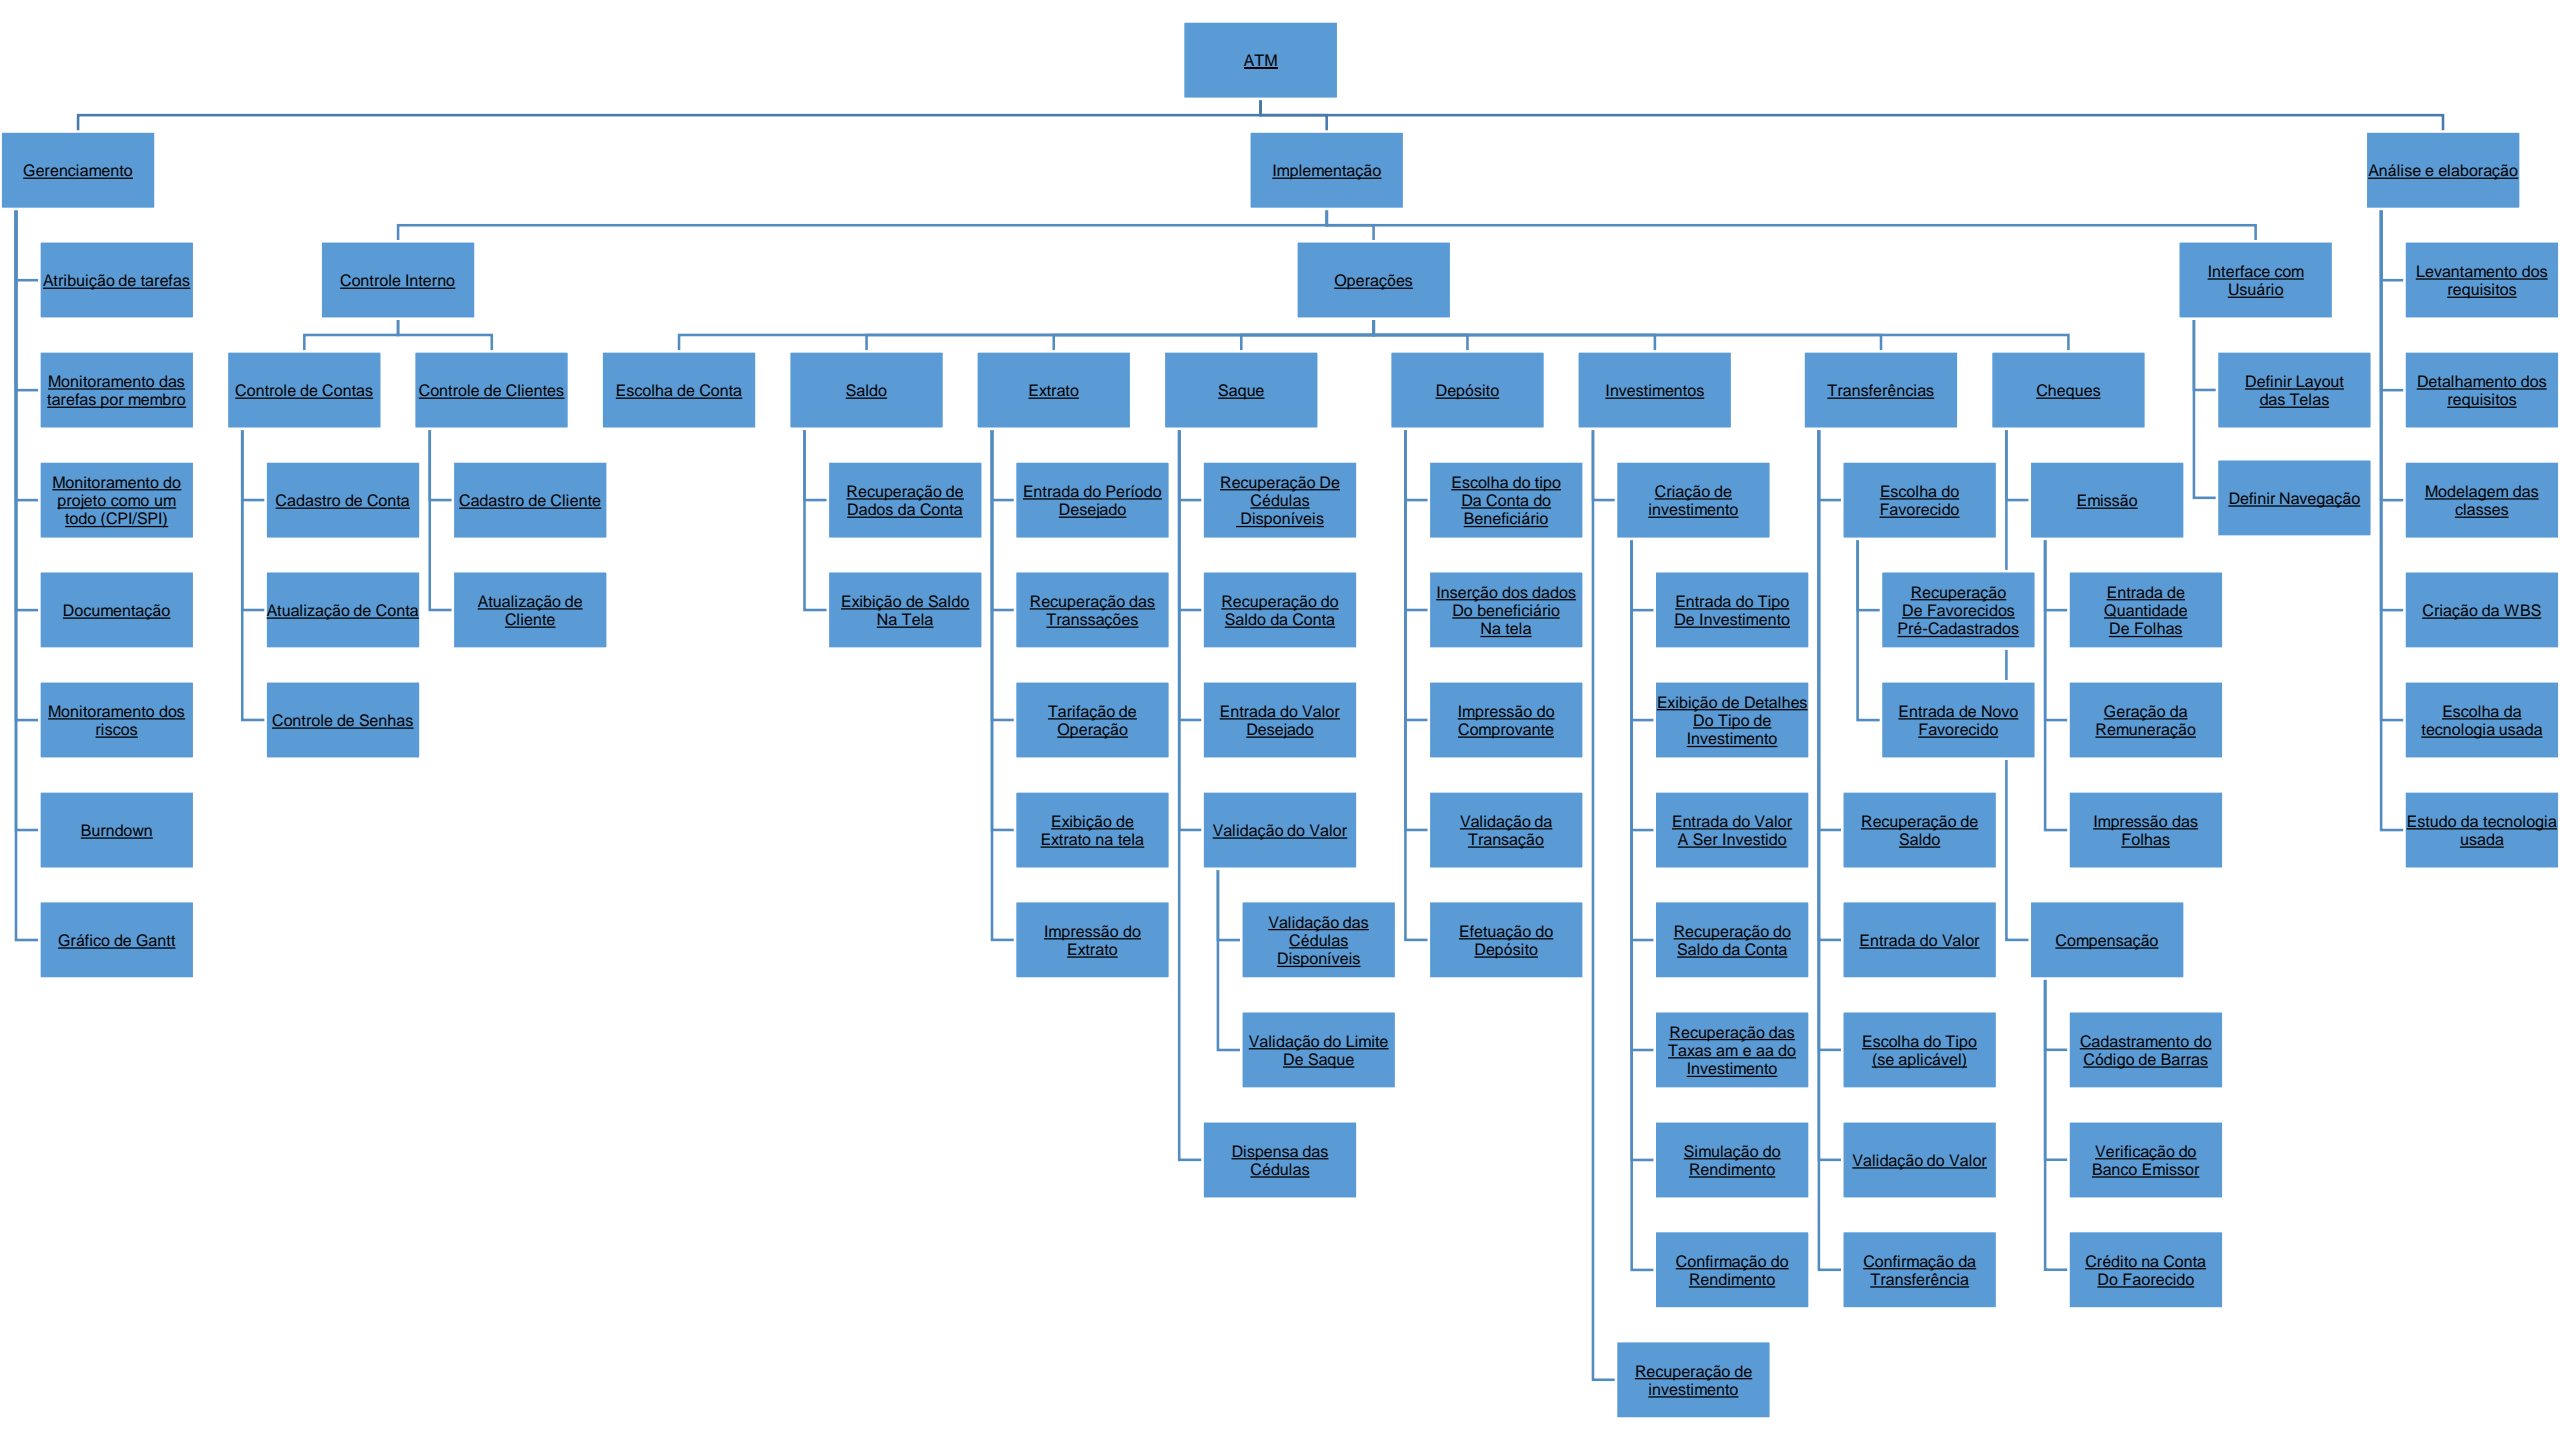 ATM
Gerenciamento
Implementação
Análise e elaboração
Atribuição de tarefas
Controle Interno
Operações
Interface com
Usuário
Levantamento dos
requisitos
Monitoramento das
tarefas por membro
Controle de Contas
Controle de Clientes
Escolha de Conta
Saldo
Extrato
Saque
Depósito
Investimentos
Transferências
Cheques
Definir Layout
das Telas
Detalhamento dos
requisitos
Monitoramento do
projeto como um
todo (CPI/SPI)
Cadastro de Conta
Cadastro de Cliente
Recuperação de
Dados da Conta
Entrada do Período
Desejado
Recuperação De
Cédulas
Disponíveis
Escolha do tipo
Da Conta do
Beneficiário
Criação de
investimento
Escolha do
Favorecido
Emissão
Definir Navegação
Modelagem das
classes
Documentação
Atualização de Conta
Atualização de
Cliente
Exibição de Saldo
Na Tela
Recuperação das
Transsações
Recuperação do
Saldo da Conta
Inserção dos dados
Do beneficiário
Na tela
Entrada do Tipo
De Investimento
Recuperação
De Favorecidos
Pré-Cadastrados
Entrada de
Quantidade
De Folhas
Criação da WBS
Monitoramento dos
riscos
Controle de Senhas
Tarifação de
Operação
Entrada do Valor
Desejado
Impressão do
Comprovante
Exibição de Detalhes
Do Tipo de
Investimento
Entrada de Novo
Favorecido
Geração da
Remuneração
Escolha da
tecnologia usada
Burndown
Exibição de
Extrato na tela
Validação do Valor
Validação da
Transação
Entrada do Valor
A Ser Investido
Recuperação de
Saldo
Impressão das
Folhas
Estudo da tecnologia
usada
Gráfico de Gantt
Impressão do
Extrato
Validação das
Cédulas
Disponíveis
Efetuação do
Depósito
Recuperação do
Saldo da Conta
Entrada do Valor
Compensação
Validação do Limite
De Saque
Recuperação das
Taxas am e aa do
Investimento
Escolha do Tipo
(se aplicável)
Cadastramento do
Código de Barras
Dispensa das
Cédulas
Simulação do
Rendimento
Validação do Valor
Verificação do
Banco Emissor
Confirmação do
Rendimento
Confirmação da
Transferência
Crédito na Conta
Do Faorecido
Recuperação de
investimento